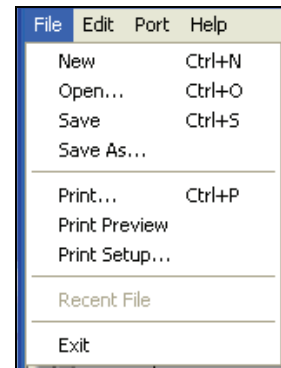 File Edit Port Help
New Ctrl+N
Open... Ctrl+O
Save Ctrl+S
Save As...
Print... Ctrl+P
Print Preview
Print Setup...
Recent File
Exit